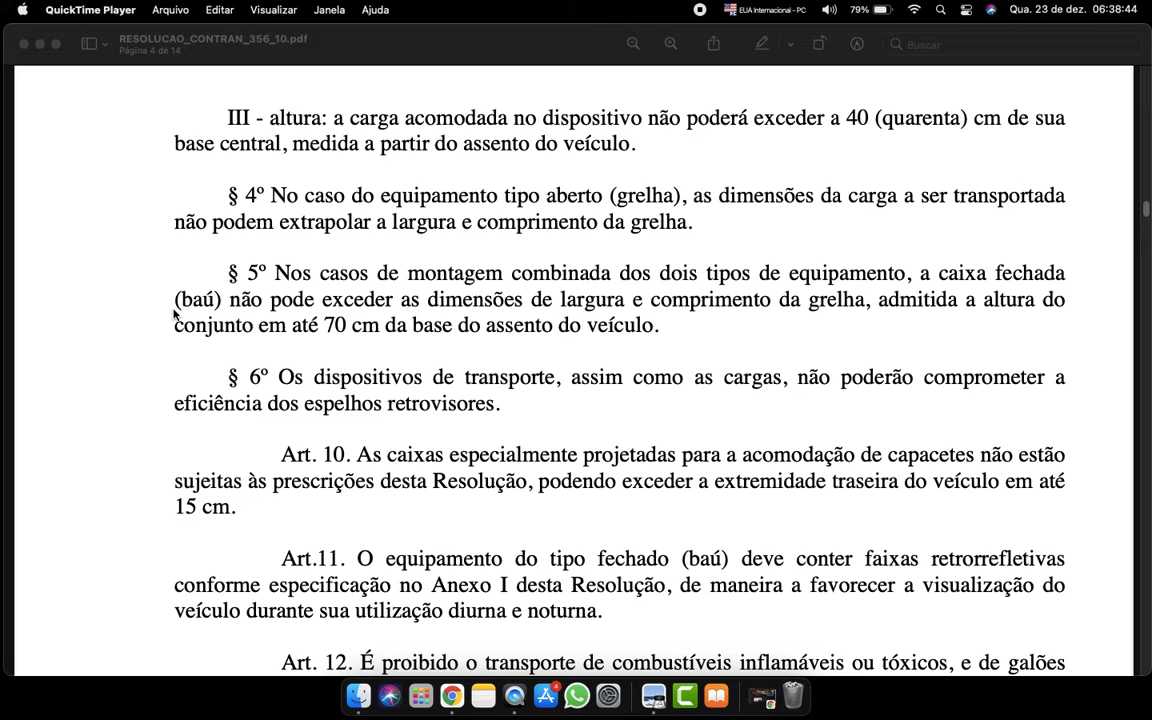 QuickTime Player Arquivo Editar Visualizar Janela Ajuda EUA Internacional - PC 79% Qua. 23 de dez. 06:38:44
RESOLUCAO_CONTRAN_356_10.pdf
Página 4 de 14
Buscar
III - altura: a carga acomodada no dispositivo não poderá exceder a 40 (quarenta) cm de sua
base central, medida a partir do assento do veículo.
§ 4º No caso do equipamento tipo aberto (grelha), as dimensões da carga a ser transportada
não podem extrapolar a largura e comprimento da grelha.
§ 5º Nos casos de montagem combinada dos dois tipos de equipamento, a caixa fechada
(baú) não pode exceder as dimensões de largura e comprimento da grelha, admitida a altura do
conjunto em até 70 cm da base do assento do veículo.
§ 6º Os dispositivos de transporte, assim como as cargas, não poderão comprometer a
eficiência dos espelhos retrovisores.
Art. 10. As caixas especialmente projetadas para a acomodação de capacetes não estão
sujeitas às prescrições desta Resolução, podendo exceder a extremidade traseira do veículo em até
15 cm.
Art.11. O equipamento do tipo fechado (baú) deve conter faixas retrorrefletivas
conforme especificação no Anexo I desta Resolução, de maneira a favorecer a visualização do
veículo durante sua utilização diurna e noturna.
Art. 12. É proibido o transporte de combustíveis inflamáveis ou tóxicos, e de galões
4